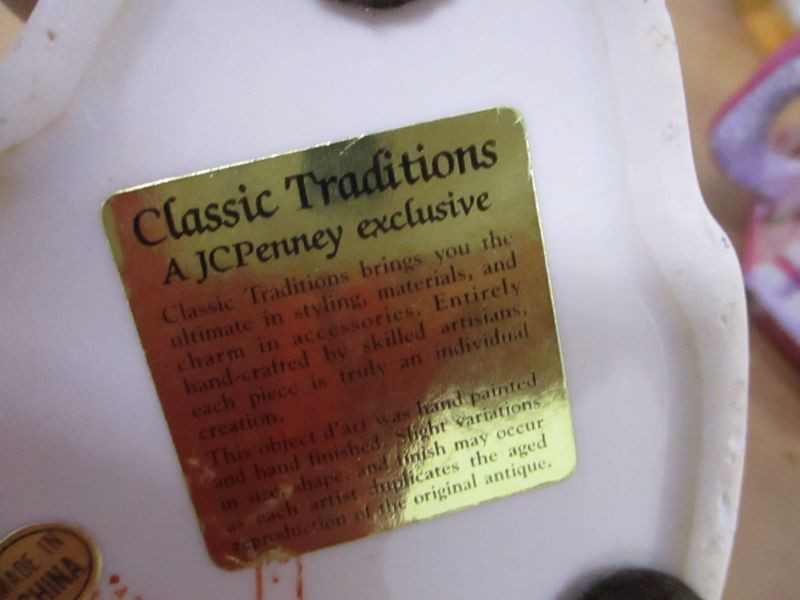 Classic Traditions
A JCPenney exclusive
Classic Traditions brings you the
ultimate in styling, materials, and
charm in accessories. Entirely
hand-crafted by skilled artisians,
each piece is truly an individual
creation.
This object d'art was hand painted
and hand finished. Slight variations
in size, shape, and finish may occur
as each artist duplicates the aged
reproduction of the original antique.
MADE IN
CHINA